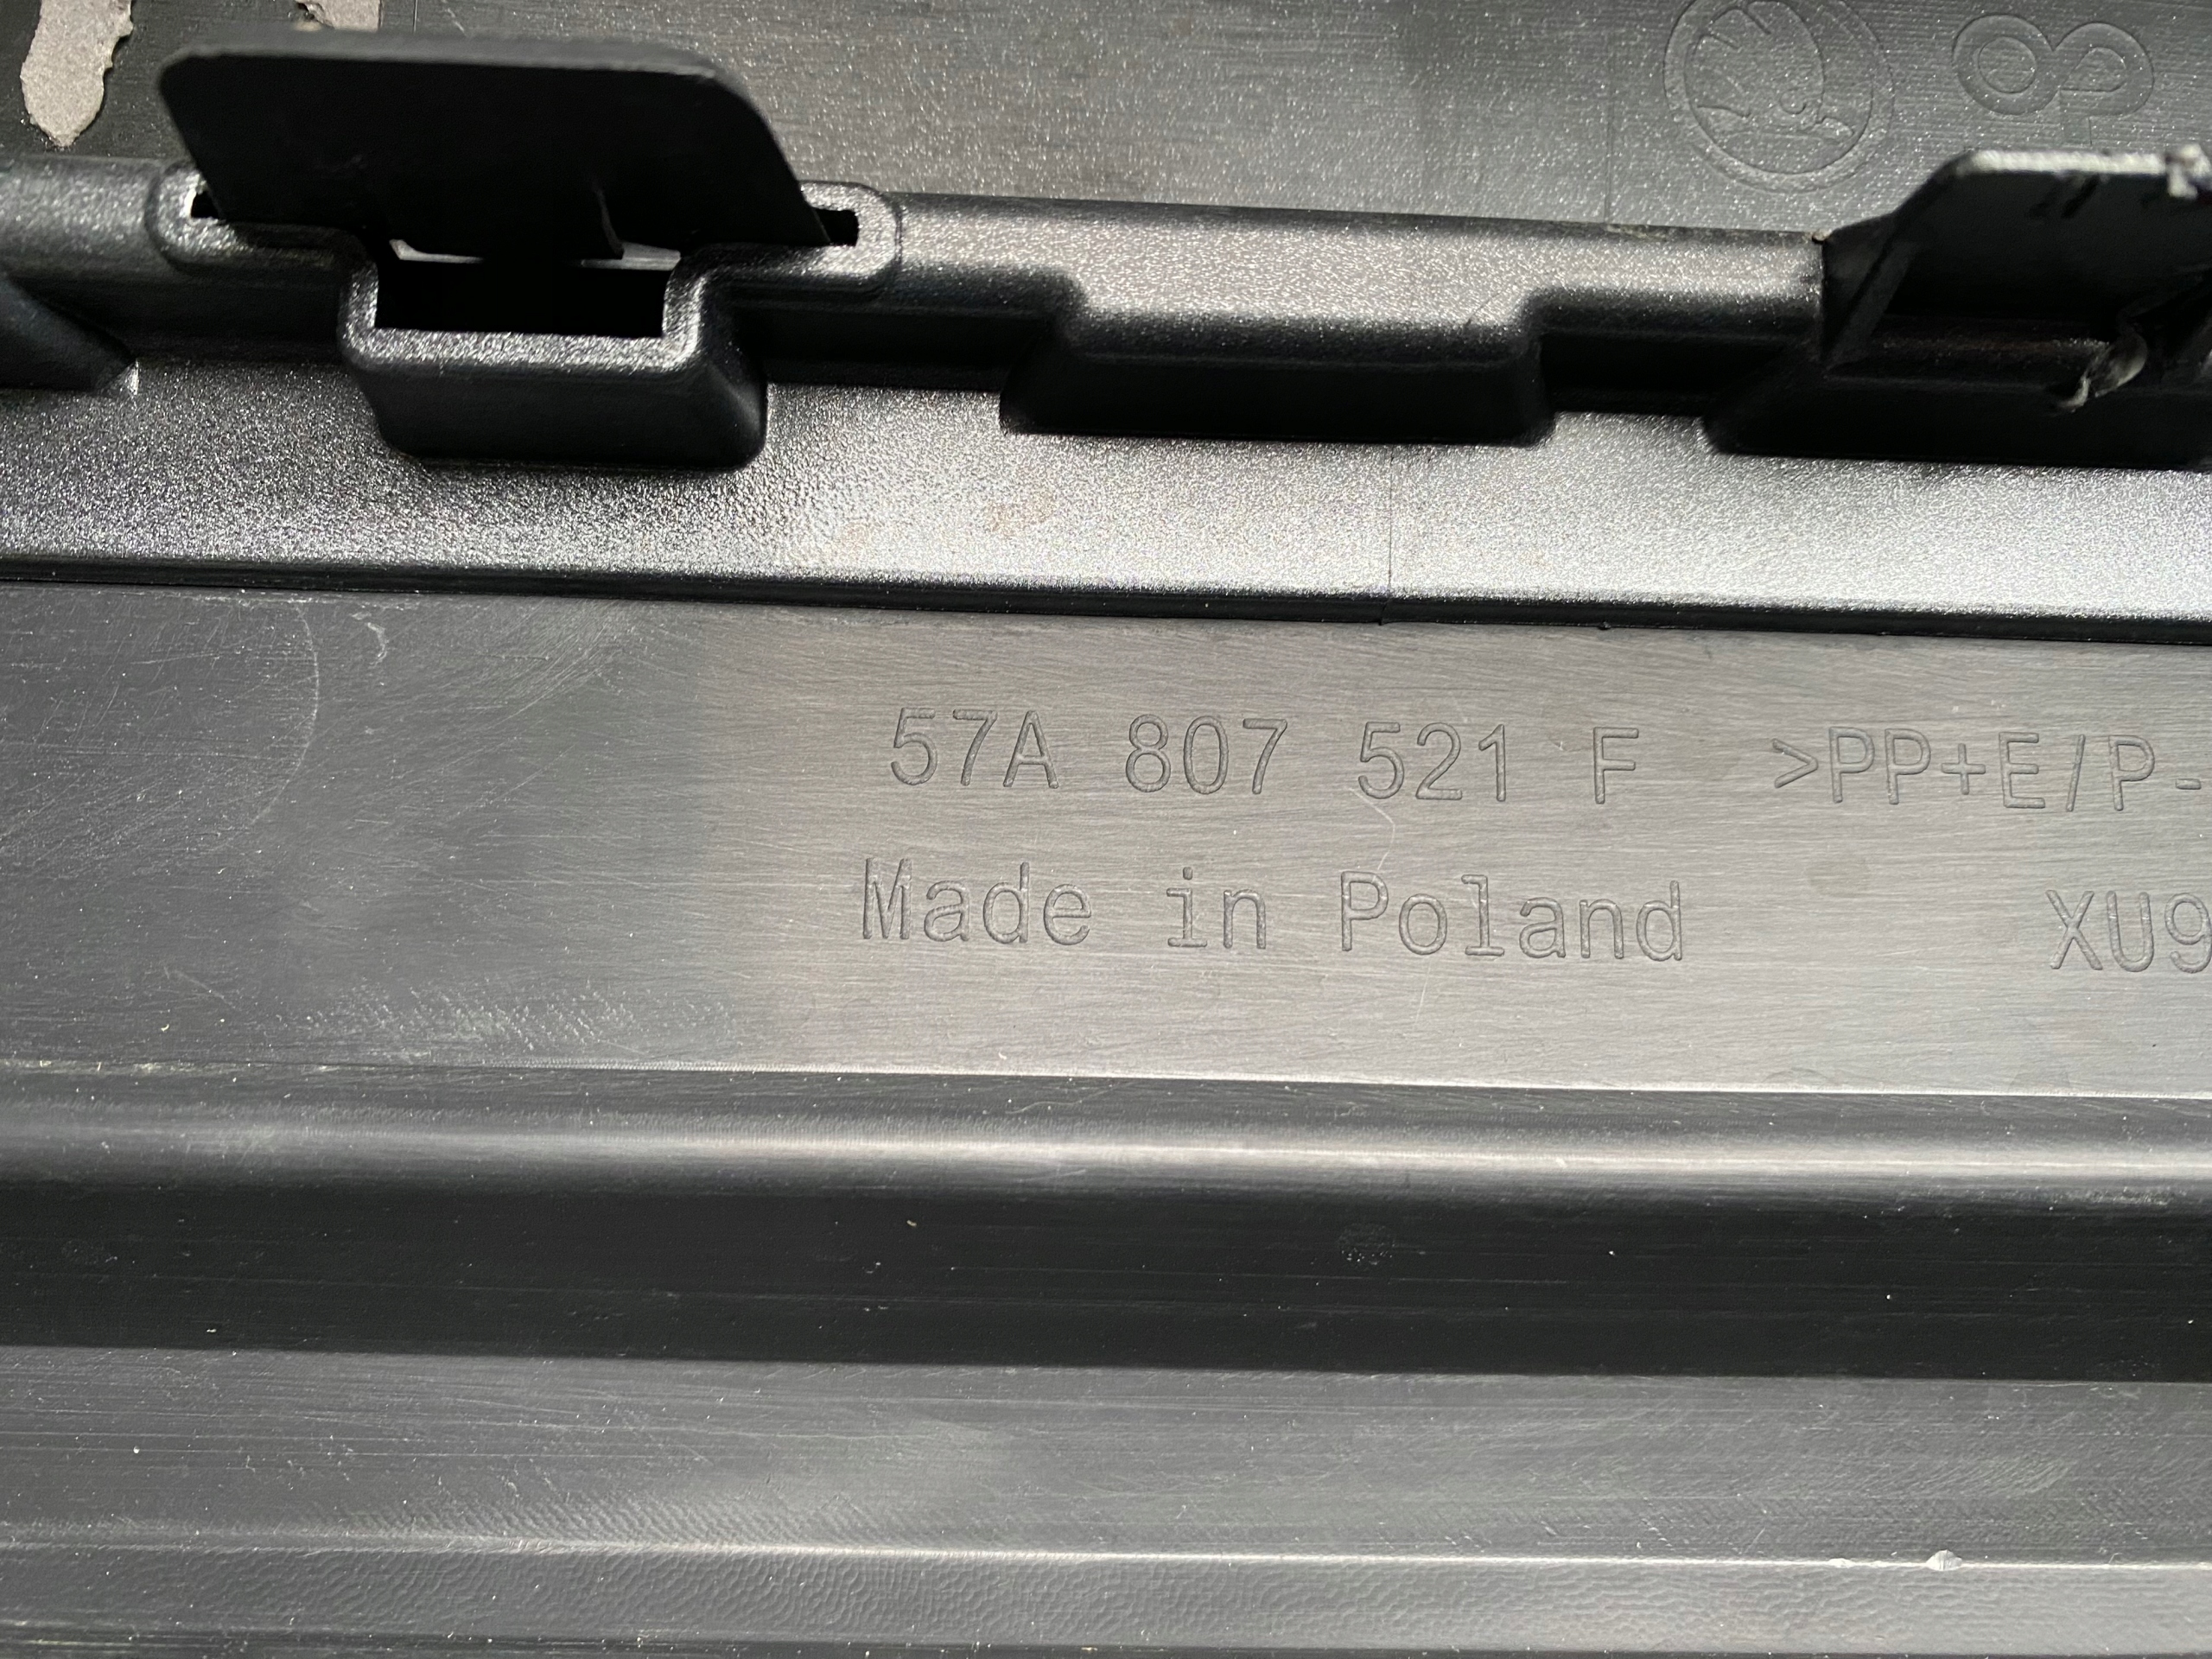 57A 807 521 F >PP+E/P-
Made in Poland XU9